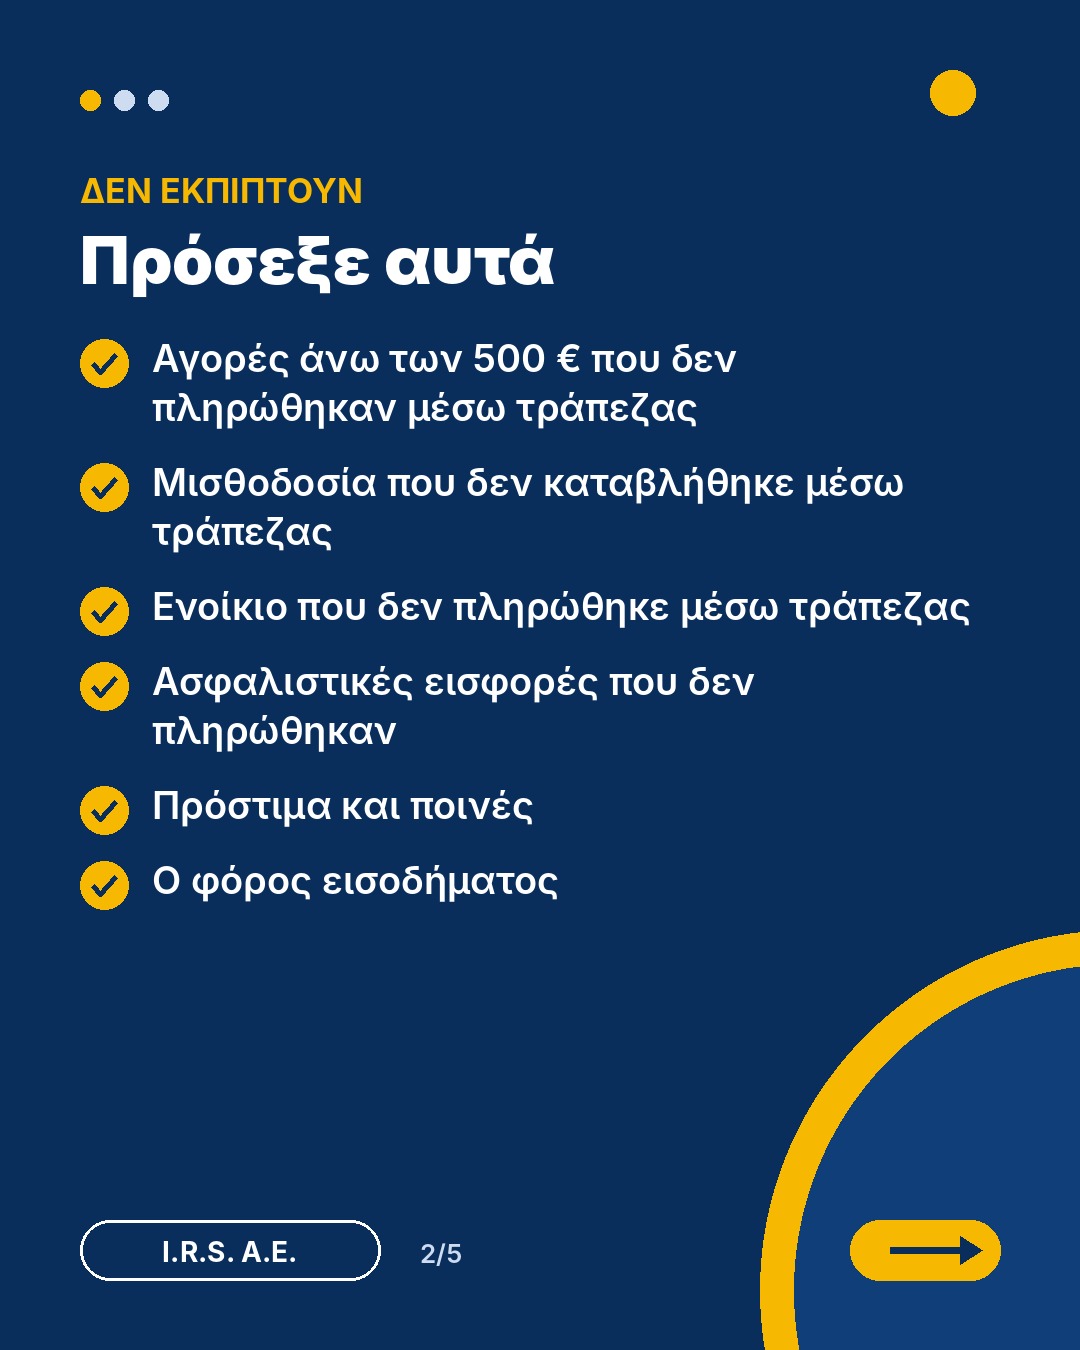 ΔΕΝ ΕΚΠΙΠΤΟΥΝ
Πρόσεξε αυτά
Αγορές άνω των 500 € που δεν
πληρώθηκαν μέσω τράπεζας
Μισθοδοσία που δεν καταβλήθηκε μέσω
τράπεζας
Ενοίκιο που δεν πληρώθηκε μέσω τράπεζας
Ασφαλιστικές εισφορές που δεν
πληρώθηκαν
Πρόστιμα και ποινές
Ο φόρος εισοδήματος
I.R.S. A.E.
2/5